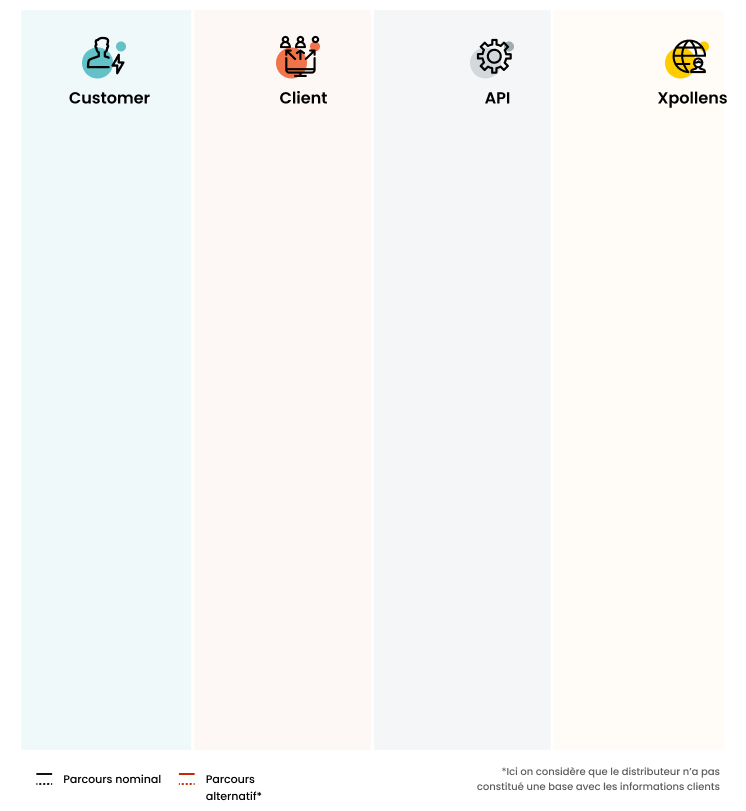 Customer
Client
API
Xpollens
Parcours nominal
Parcours
alternatif*
*Ici on considère que le distributeur n'a pas
constitué une base avec les informations clients